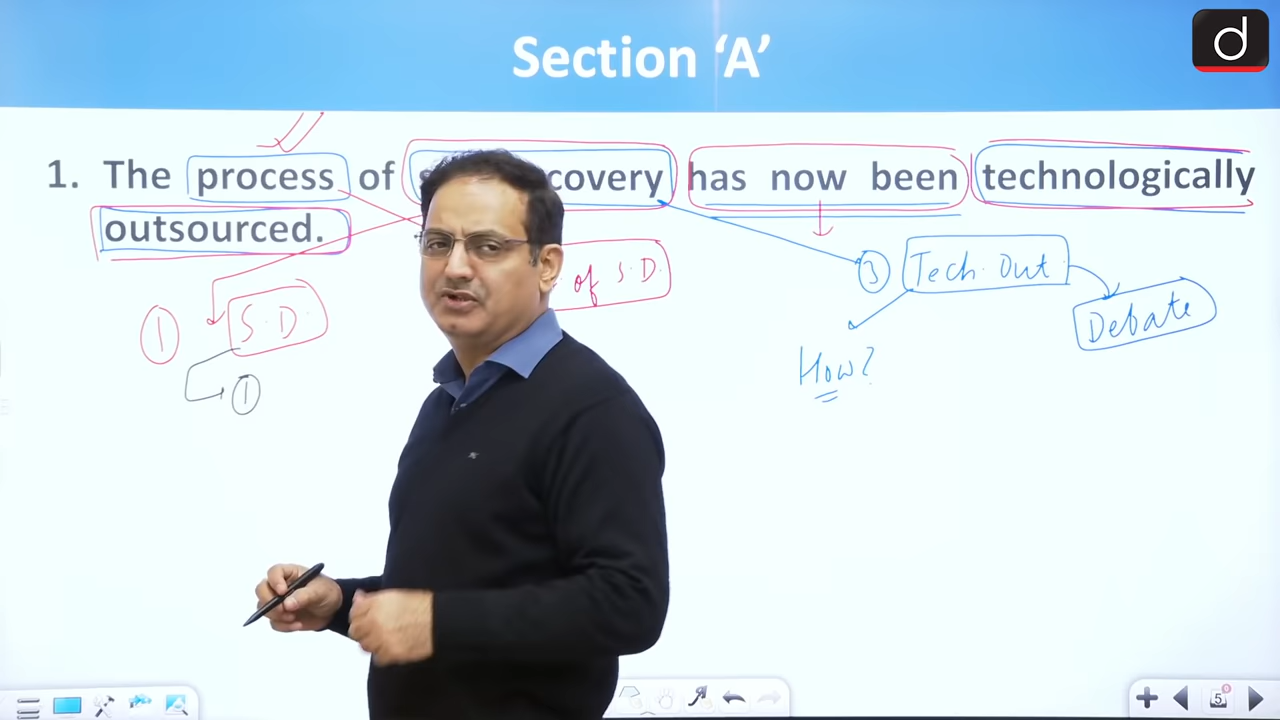 Section ‘A’
d
1. The process of covery has now been technologically
outsourced.
of S.D.
③ Tech. Out.
① S.D.
Debate
How?
①
5